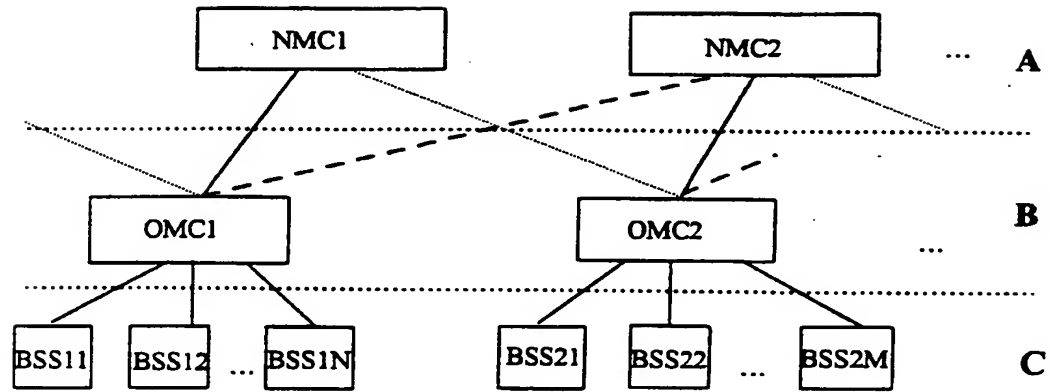 NMC1 NMC2 ... A
OMC1 OMC2 ... B
BSS11 BSS12 ... BSS1N BSS21 BSS22 ... BSS2M C